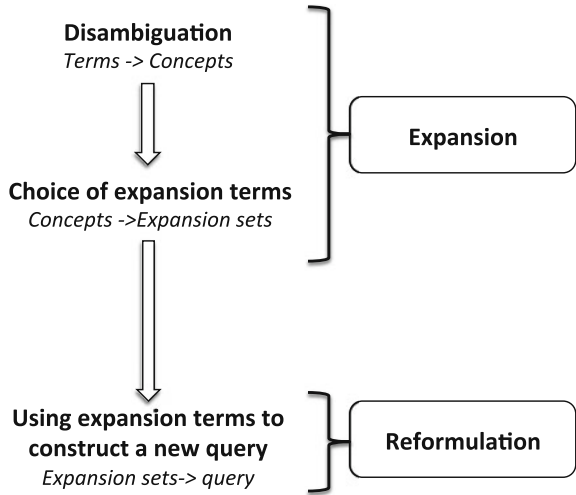 Disambiguation
Terms -> Concepts
Expansion
Choice of expansion terms
Concepts ->Expansion sets
Using expansion terms to
construct a new query
Expansion sets-> query
Reformulation